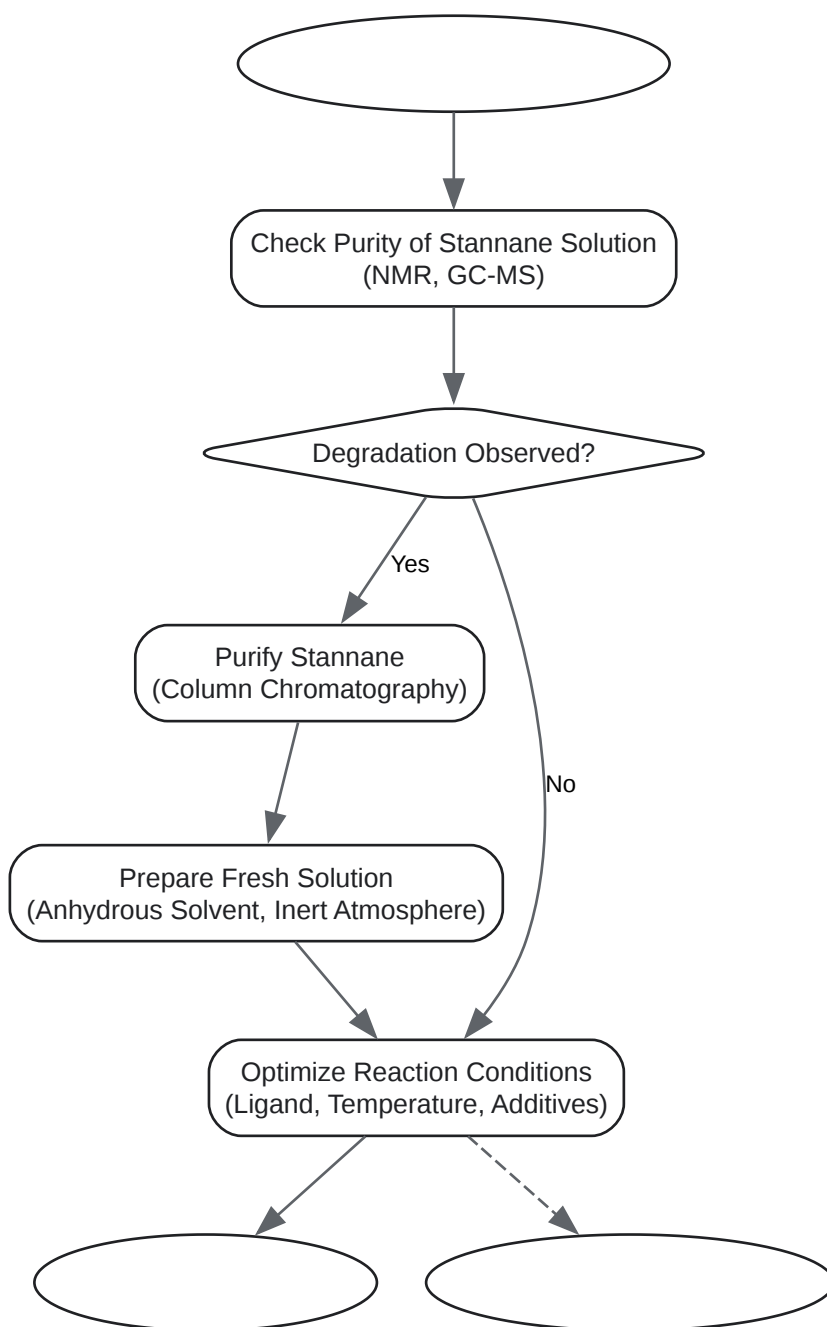 Check Purity of Stannane Solution
(NMR, GC-MS)
Degradation Observed?
Yes
Purify Stannane
(Column Chromatography)
No
Prepare Fresh Solution
(Anhydrous Solvent, Inert Atmosphere)
Optimize Reaction Conditions
(Ligand, Temperature, Additives)